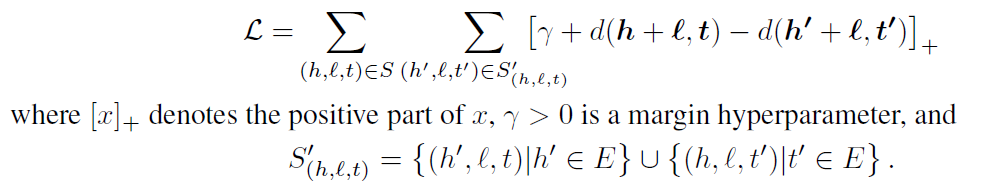 ℒ = ∑_{(h,ℓ,t)∈S} ∑_{(h′,ℓ,t′)∈S′_{(h,ℓ,t)}} [γ + d(h + ℓ, t) − d(h′ + ℓ, t′)]₊
where [x]₊ denotes the positive part of x, γ > 0 is a margin hyperparameter, and
S′_{(h,ℓ,t)} = {(h′, ℓ, t)|h′ ∈ E} ∪ {(h, ℓ, t′)|t′ ∈ E} .